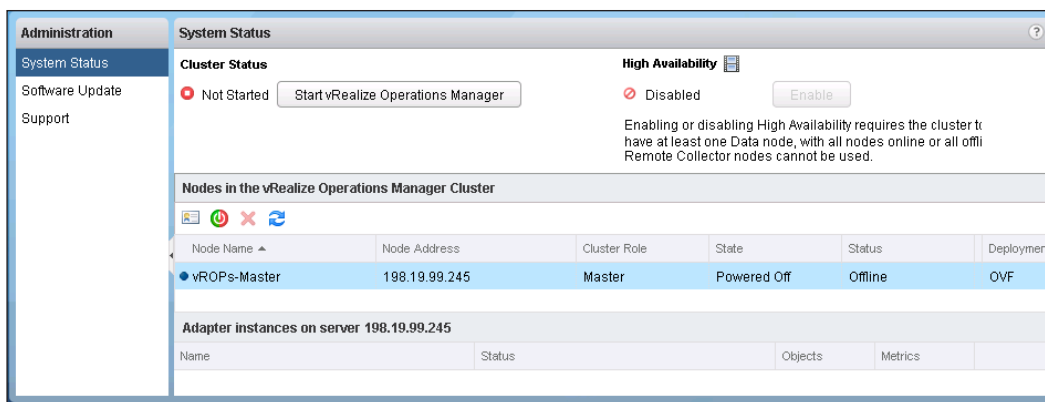 Administration
System Status
Software Update
Support
System Status
?
Cluster Status
Not Started
Start vRealize Operations Manager
High Availability
Disabled
Enable
Enabling or disabling High Availability requires the cluster to
have at least one Data node, with all nodes online or all offli
Remote Collector nodes cannot be used.
Nodes in the vRealize Operations Manager Cluster
Node Name Node Address Cluster Role State Status Deploymen
vROPs-Master 198.19.99.245 Master Powered Off Offline OVF
Adapter instances on server 198.19.99.245
Name Status Objects Metrics